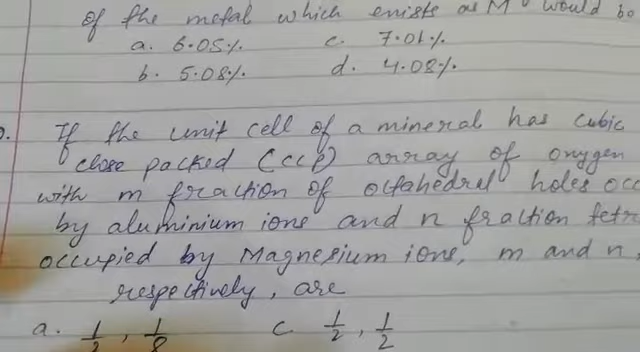 of the metal which exists as M would be
a. 6.05% c. 7.01%
b. 5.08% d. 4.08%
If the unit cell of a mineral has cubic
close packed (ccp) array of oxygen
with m fraction of octahedral holes occ
by aluminium ions and n fraction tetr
occupied by Magnesium ions, m and n,
respectively, are
a. 1/2, 1/8 c. 1/2, 1/2